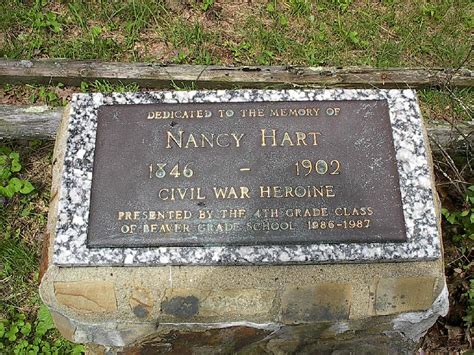 DEDICATED TO THE MEMORY OF
NANCY HART
1846 - 1902
CIVIL WAR HEROINE
PRESENTED BY THE 4TH GRADE CLASS
OF BEAVER GRADE SCHOOL 1986-1987